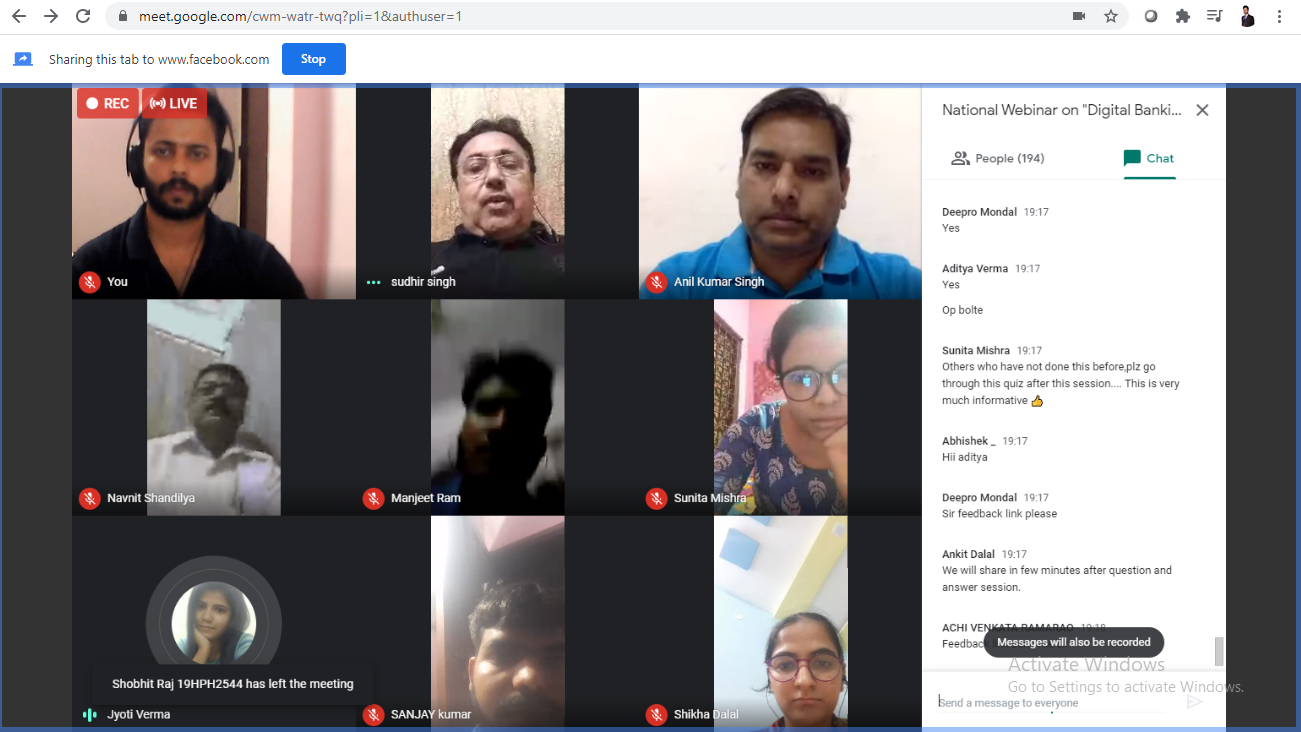 meet.google.com/cwm-watr-twq?pli=1&authuser=1
Sharing this tab to www.facebook.com
Stop
REC
LIVE
You
sudhir singh
Anil Kumar Singh
Navnit Shandilya
Manjeet Ram
Sunita Mishra
Shobhit Raj 19HPH2544 has left the meeting
Jyoti Verma
SANJAY kumar
Shikha Dalal
National Webinar on "Digital Banki...
People (194)
Chat
Deepro Mondal 19:17
Yes
Aditya Verma 19:17
Yes
Op bolte
Sunita Mishra 19:17
Others who have not done this before,plz go
through this quiz after this session.... This is very
much informative 👍
Abhishek _ 19:17
Hii aditya
Deepro Mondal 19:17
Sir feedback link please
Ankit Dalal 19:17
We will share in few minutes after question and
answer session.
ACHI VENKATA RAMARAO 19:18
Feedback
Messages will also be recorded
Activate Windows
Go to Settings to activate Windows.
Send a message to everyone